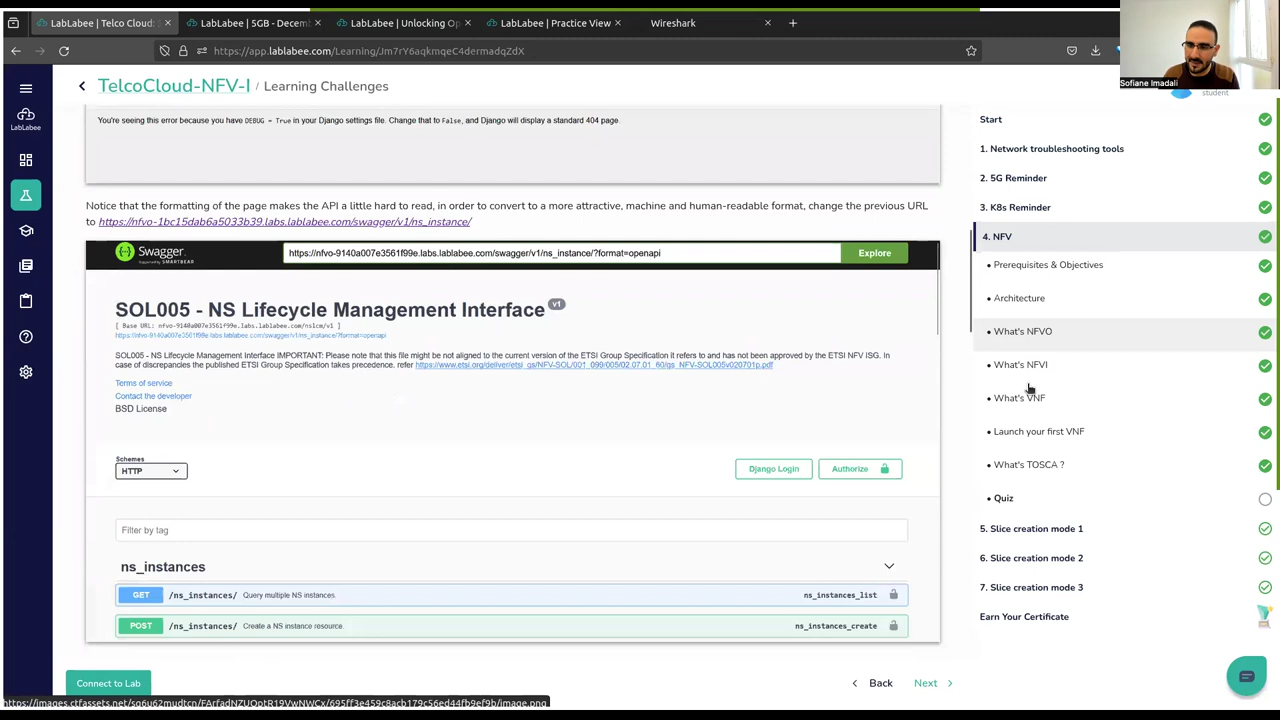 LabLabee | Telco Cloud:
LabLabee | 5GB - Decemb
LabLabee | Unlocking Op
LabLabee | Practice View
Wireshark
https://app.lablabee.com/Learning/Jm7rY6aqkmqeC4dermadqZdX
Sofiane Imadali
student
LabLabee
TelcoCloud-NFV-I / Learning Challenges
You're seeing this error because you have DEBUG = True in your Django settings file. Change that to False, and Django will display a standard 404 page.
Notice that the formatting of the page makes the API a little hard to read, in order to convert to a more attractive, machine and human-readable format, change the previous URL
to https://nfvo-1bc15dab6a5033b39.labs.lablabee.com/swagger/v1/ns_instance/
Swagger
Supported by SMARTBEAR
https://nfvo-9140a007e3561f99e.labs.lablabee.com/swagger/v1/ns_instance/?format=openapi
Explore
SOL005 - NS Lifecycle Management Interface v1
[ Base URL: nfvo-9140a007e3561f99e.labs.lablabee.com/nslcm/v1 ]
https://nfvo-9140a007e3561f99e.labs.lablabee.com/swagger/v1/ns_instance/?format=openapi
SOL005 - NS Lifecycle Management Interface IMPORTANT: Please note that this file might be not aligned to the current version of the ETSI Group Specification it refers to and has not been approved by the ETSI NFV ISG. In
case of discrepancies the published ETSI Group Specification takes precedence. refer https://www.etsi.org/deliver/etsi_gs/NFV-SOL/001_099/005/02.07.01_60/gs_NFV-SOL005v020701p.pdf
Terms of service
Contact the developer
BSD License
Schemes
HTTP
Django Login
Authorize
Filter by tag
ns_instances
GET /ns_instances/ Query multiple NS instances. ns_instances_list
POST /ns_instances/ Create a NS instance resource. ns_instances_create
Connect to Lab
Back
Next
Start
1. Network troubleshooting tools
2. 5G Reminder
3. K8s Reminder
4. NFV
• Prerequisites & Objectives
• Architecture
• What's NFVO
• What's NFVI
• What's VNF
• Launch your first VNF
• What's TOSCA ?
• Quiz
5. Slice creation mode 1
6. Slice creation mode 2
7. Slice creation mode 3
Earn Your Certificate